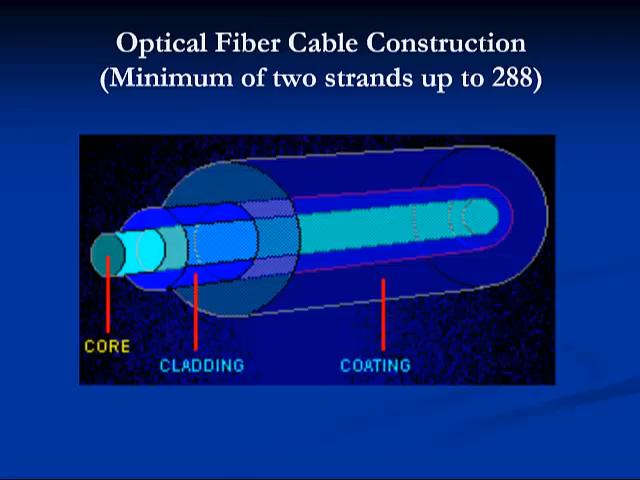 Optical Fiber Cable Construction
(Minimum of two strands up to 288)
CORE
CLADDING
COATING